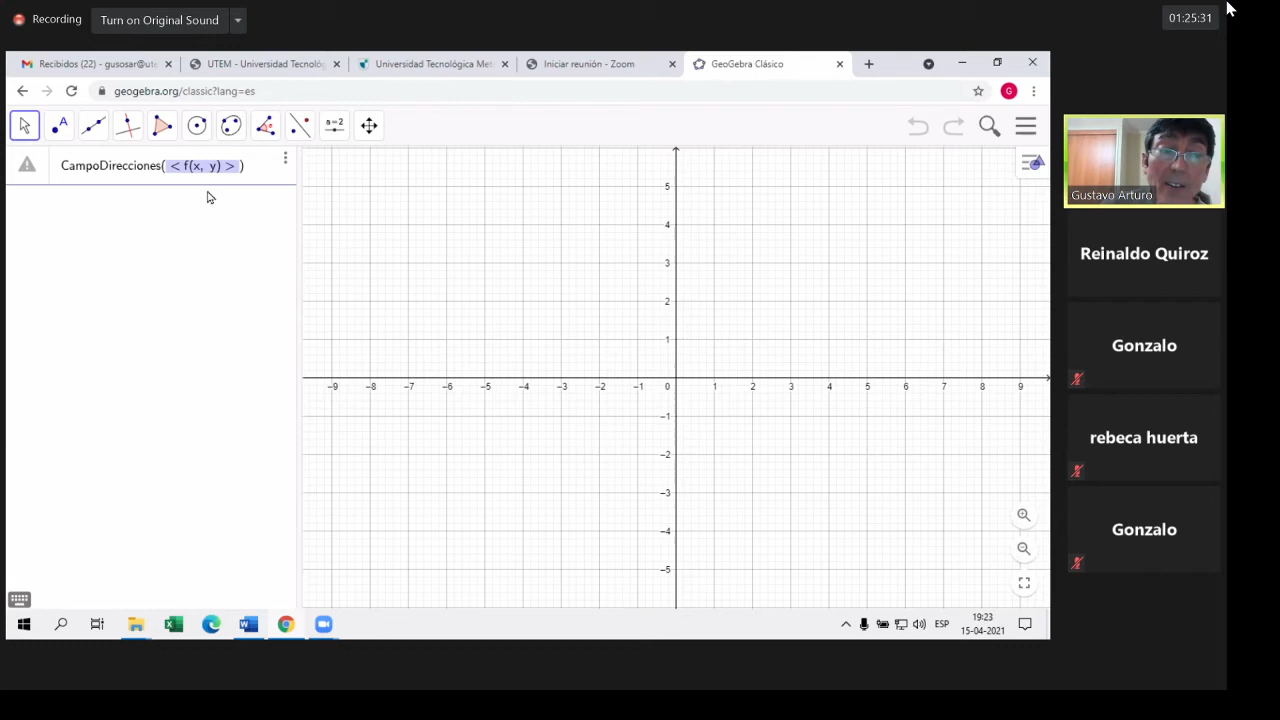 Recording
Turn on Original Sound
01:25:31
Recibidos (22) - gusosar@ute
UTEM - Universidad Tecnológ
Universidad Tecnológica Met
Iniciar reunión - Zoom
GeoGebra Clásico
geogebra.org/classic?lang=es
G
A
a=2
CampoDirecciones( < f(x, y) > )
5
4
3
2
1
-9 -8 -7 -6 -5 -4 -3 -2 -1 0 1 2 3 4 5 6 7 8 9
-1
-2
-3
-4
-5
Gustavo Arturo
Reinaldo Quiroz
Gonzalo
rebeca huerta
Gonzalo
ESP
19:23
15-04-2021